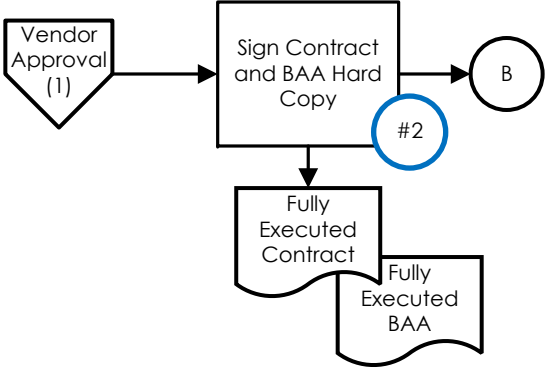 Vendor
Approval
(1)
Sign Contract
and BAA Hard
Copy
#2
B
Fully
Executed
Contract
Fully
Executed
BAA